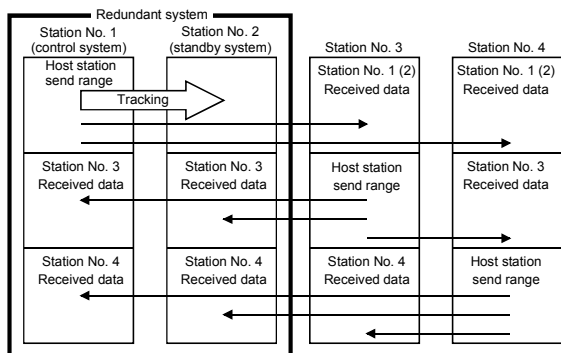 Redundant system
Station No. 1
(control system)
Station No. 2
(standby system)
Station No. 3
Station No. 4
Host station
send range
Tracking
Station No. 1 (2)
Received data
Station No. 1 (2)
Received data
Station No. 3
Received data
Station No. 3
Received data
Host station
send range
Station No. 3
Received data
Station No. 4
Received data
Station No. 4
Received data
Station No. 4
Received data
Host station
send range